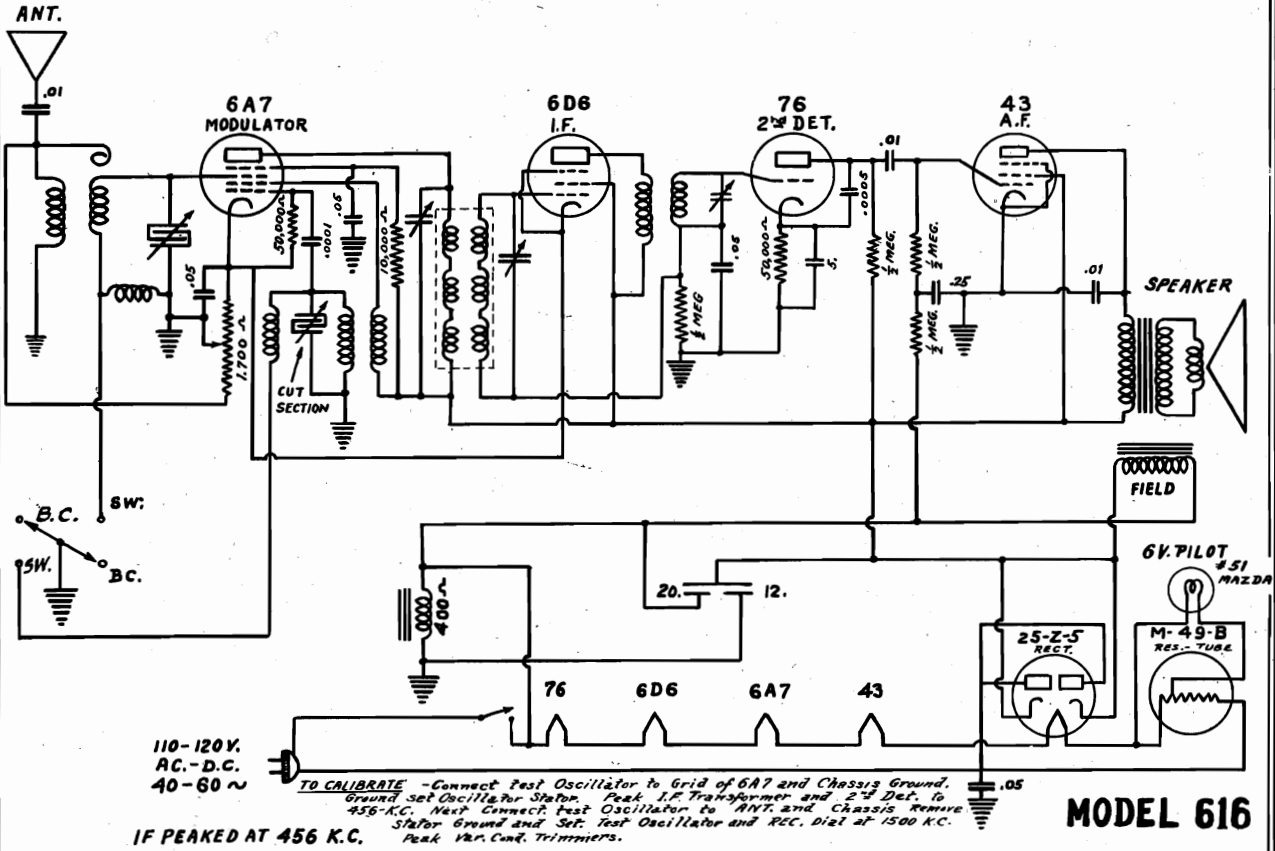 ANT.
.01
6A7
MODULATOR
6D6
I.F.
76
2nd DET.
43
A.F.
.01
.05
50,000Ω
.0001
.05
10,000Ω
1,700 Ω
CUT
SECTION
.0005
.05
50,000Ω
5.
½ MEG
½ MEG.
½ MEG.
½ MEG.
.25
.01
SPEAKER
FIELD
B.C.
SW.
SW.
BC.
400Ω
20.
12.
6V. PILOT
#51
MAZDA
25-Z-5
RECT.
M-49-B
RES.-TUBE
76
6D6
6A7
43
.05
110-120V.
AC.-D.C.
40-60 ~
TO CALIBRATE -Connect test Oscillator to Grid of 6A7 and Chassis Ground.
Ground Set Oscillator Stator. Peak I.F. Transformer and 2nd Det. to
456-K.C. Next Connect. test Oscillator to ANT. and Chassis Remove
Stator Ground and Set. Test Oscillator and REC. Dial at 1500 K.C.
Peak Var. Cond. Trimmiers.
IF PEAKED AT 456 K.C.
MODEL 616